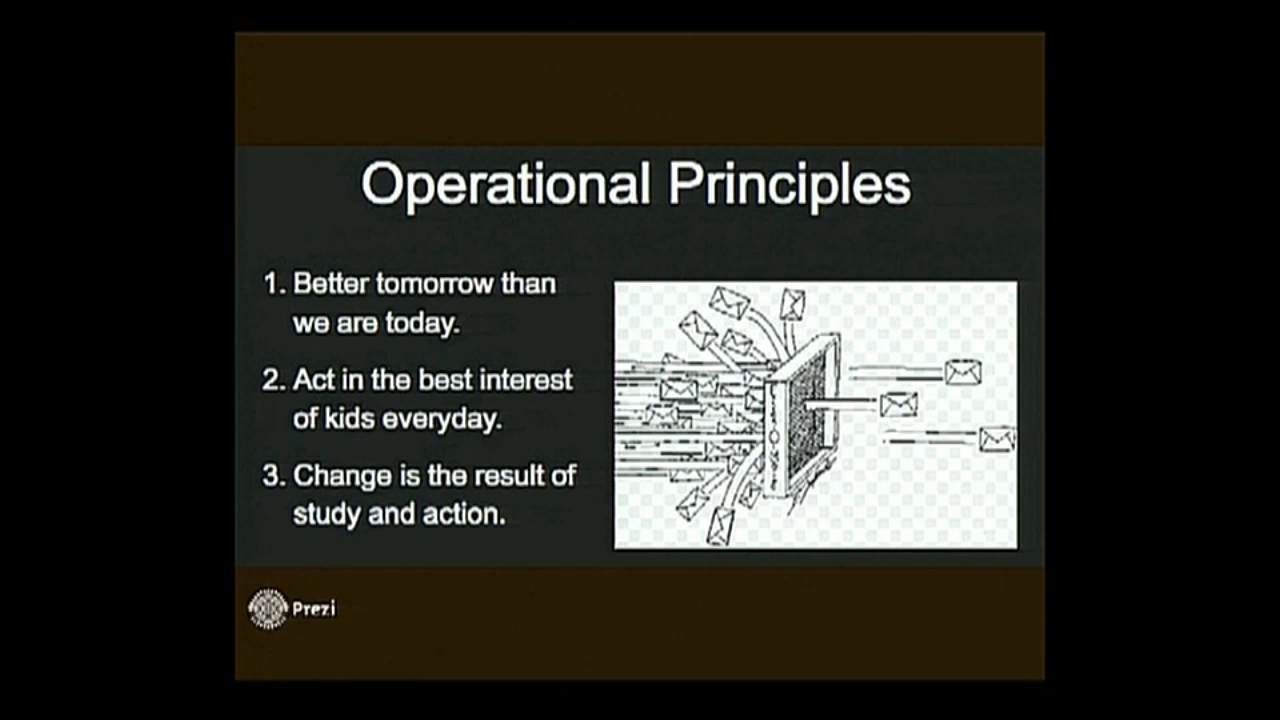 Operational Principles
1. Better tomorrow than
we are today.
2. Act in the best interest
of kids everyday.
3. Change is the result of
study and action.
Prezi